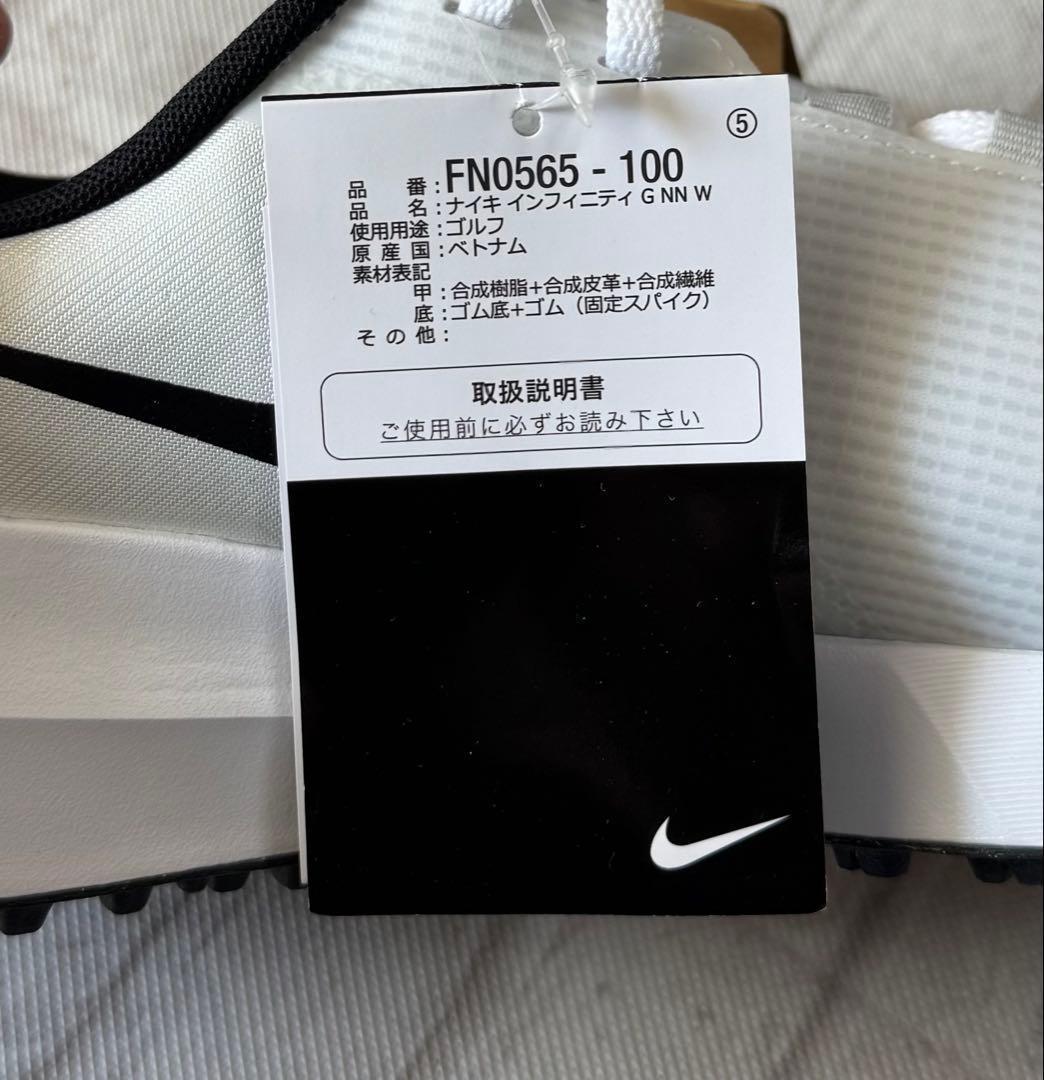 ⑤
品番:FN0565 - 100
品名:ナイキ インフィニティ G NN W
使用用途:ゴルフ
原産国:ベトナム
素材表記
甲:合成樹脂+合成皮革+合成繊維
底:ゴム底+ゴム（固定スパイク）
その他:
取扱説明書
ご使用前に必ずお読み下さい